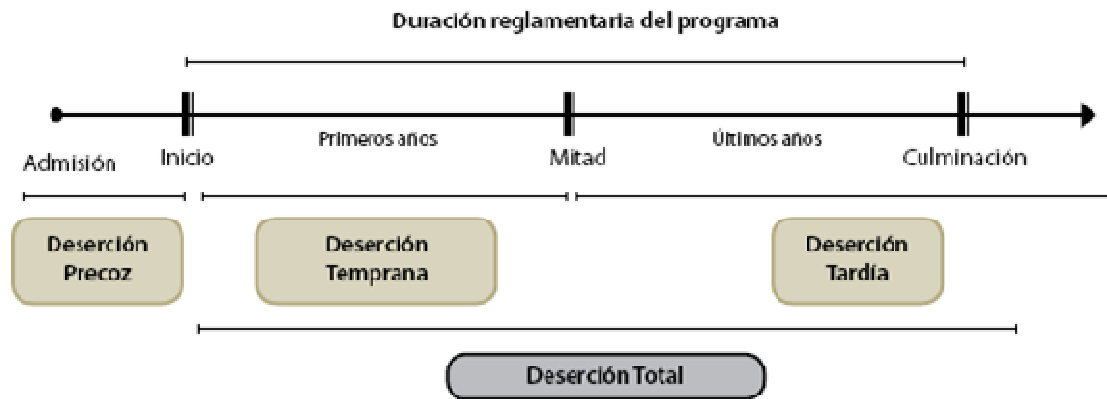 Duración reglamentaria del programa
Primeros años
Últimos años
Admisión
Inicio
Mitad
Culminación
Deserción
Precoz
Deserción
Temprana
Deserción
Tardía
Deserción Total